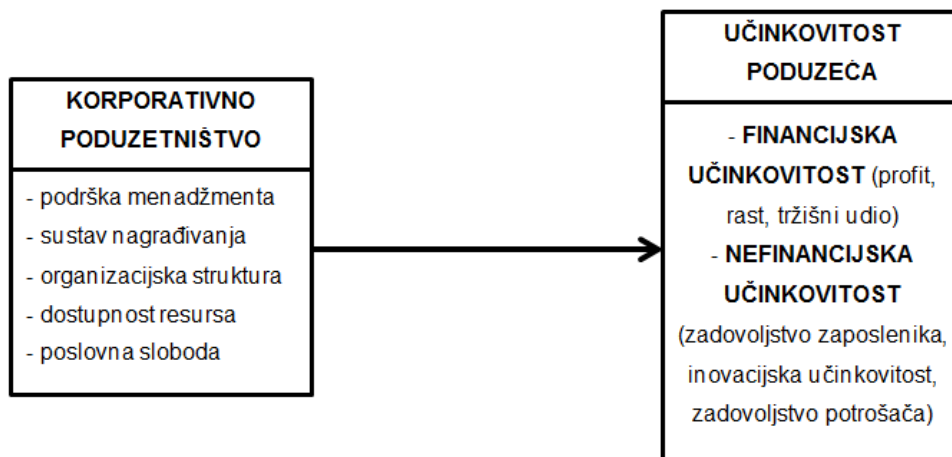 KORPORATIVNO
PODUZETNIŠTVO
- podrška menadžmenta
- sustav nagrađivanja
- organizacijska struktura
- dostupnost resursa
- poslovna sloboda
UČINKOVITOST
PODUZEĆA
- FINANCIJSKA
UČINKOVITOST (profit,
rast, tržišni udio)
- NEFINANCIJSKA
UČINKOVITOST
(zadovoljstvo zaposlenika,
inovacijska učinkovitost,
zadovoljstvo potrošača)